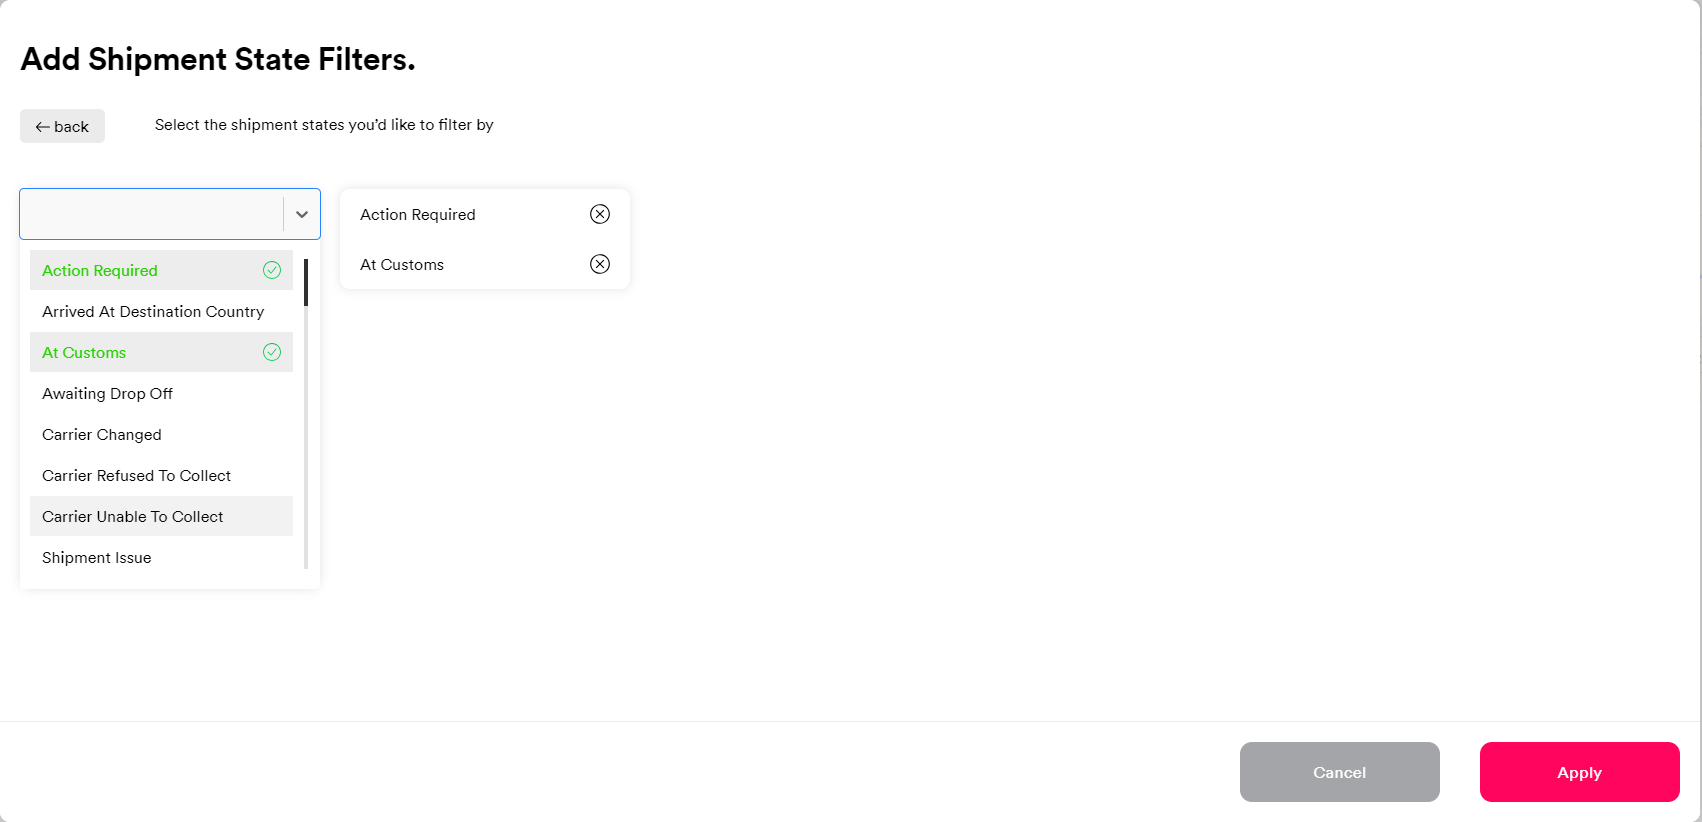 Add Shipment State Filters.
← back
Select the shipment states you’d like to filter by
Action Required
Arrived At Destination Country
At Customs
Awaiting Drop Off
Carrier Changed
Carrier Refused To Collect
Carrier Unable To Collect
Shipment Issue
Action Required
At Customs
Cancel
Apply